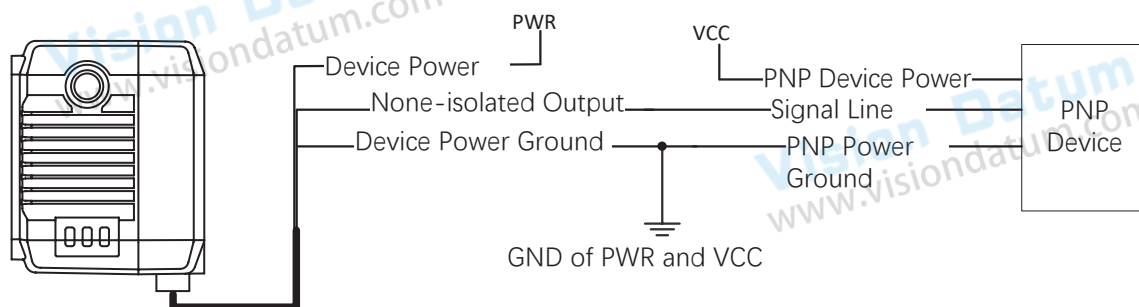 PWR
VCC
Device Power
PNP Device Power
None-isolated Output
Signal Line
PNP
Device
Device Power Ground
PNP Power
Ground
GND of PWR and VCC
Vision Datum
www.visiondatum.com
Vision Datum
www.visiondatum.com